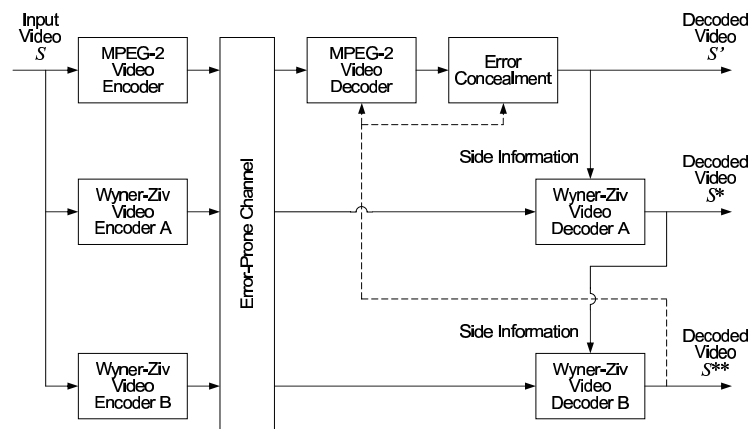 Input
Video
S
MPEG-2
Video
Encoder
MPEG-2
Video
Decoder
Error
Concealment
Decoded
Video
S'
Error-Prone Channel
Side Information
Wyner-Ziv
Video
Encoder A
Wyner-Ziv
Video
Decoder A
Decoded
Video
S*
Side Information
Wyner-Ziv
Video
Encoder B
Wyner-Ziv
Video
Decoder B
Decoded
Video
S**